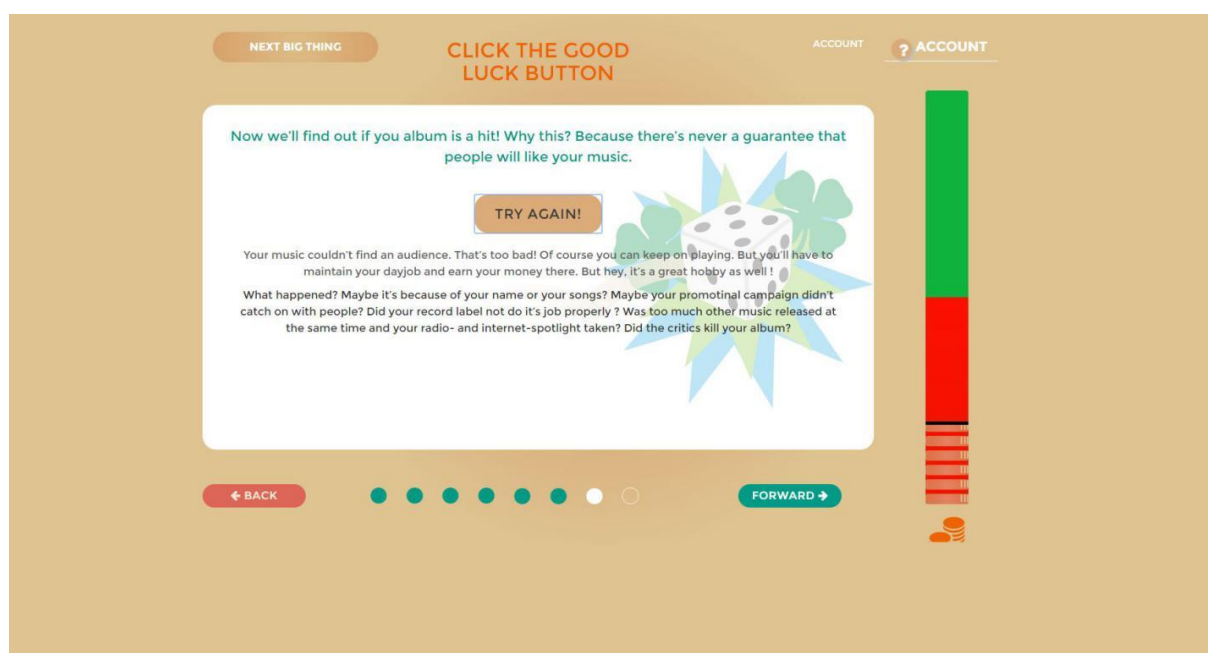 NEXT BIG THING
CLICK THE GOOD
LUCK BUTTON
ACCOUNT
? ACCOUNT
Now we'll find out if you album is a hit! Why this? Because there's never a guarantee that
people will like your music.
TRY AGAIN!
Your music couldn't find an audience. That's too bad! Of course you can keep on playing. But you'll have to
maintain your dayjob and earn your money there. But hey, it's a great hobby as well !
What happened? Maybe it's because of your name or your songs? Maybe your promotinal campaign didn't
catch on with people? Did your record label not do it's job properly ? Was too much other music released at
the same time and your radio- and internet-spotlight taken? Did the critics kill your album?
← BACK
FORWARD →